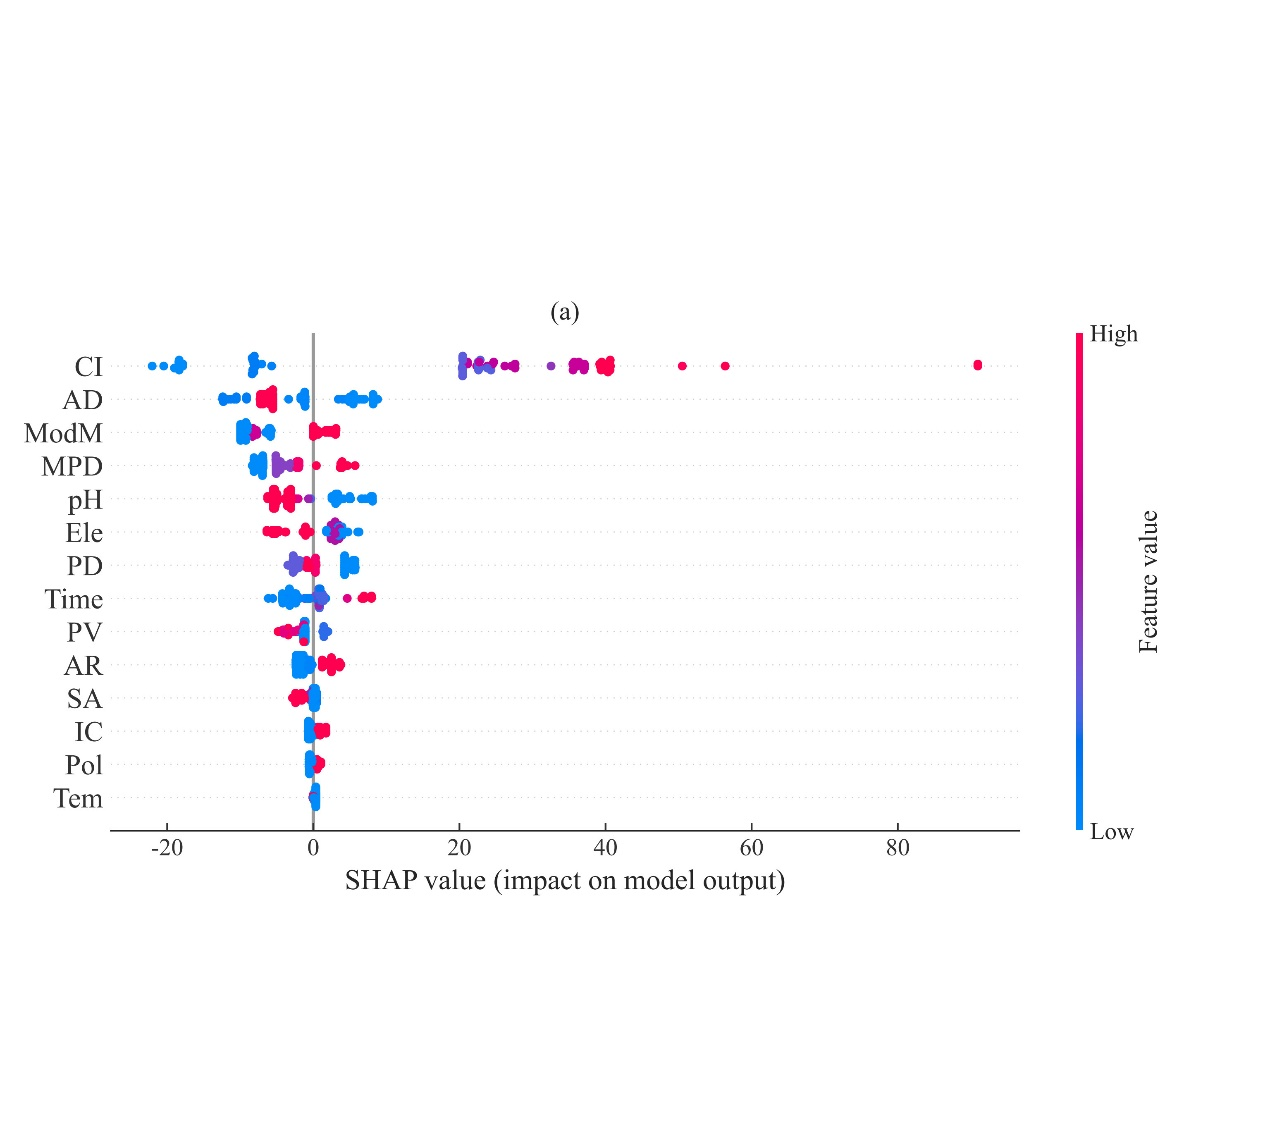 (a)
High
CI
AD
ModM
MPD
pH
Ele
PD
Time
PV
AR
SA
IC
Pol
Tem
Feature value
Low
-20 0 20 40 60 80
SHAP value (impact on model output)